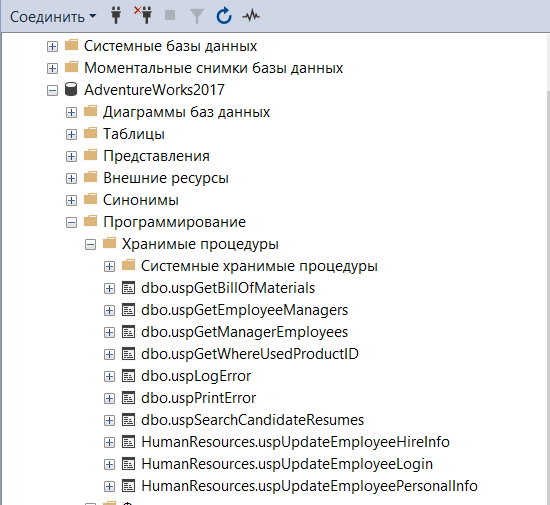 Соединить
Системные базы данных
Моментальные снимки базы данных
AdventureWorks2017
Диаграммы баз данных
Таблицы
Представления
Внешние ресурсы
Синонимы
Программирование
Хранимые процедуры
Системные хранимые процедуры
dbo.uspGetBillOfMaterials
dbo.uspGetEmployeeManagers
dbo.uspGetManagerEmployees
dbo.uspGetWhereUsedProductID
dbo.uspLogError
dbo.uspPrintError
dbo.uspSearchCandidateResumes
HumanResources.uspUpdateEmployeeHireInfo
HumanResources.uspUpdateEmployeeLogin
HumanResources.uspUpdateEmployeePersonalInfo